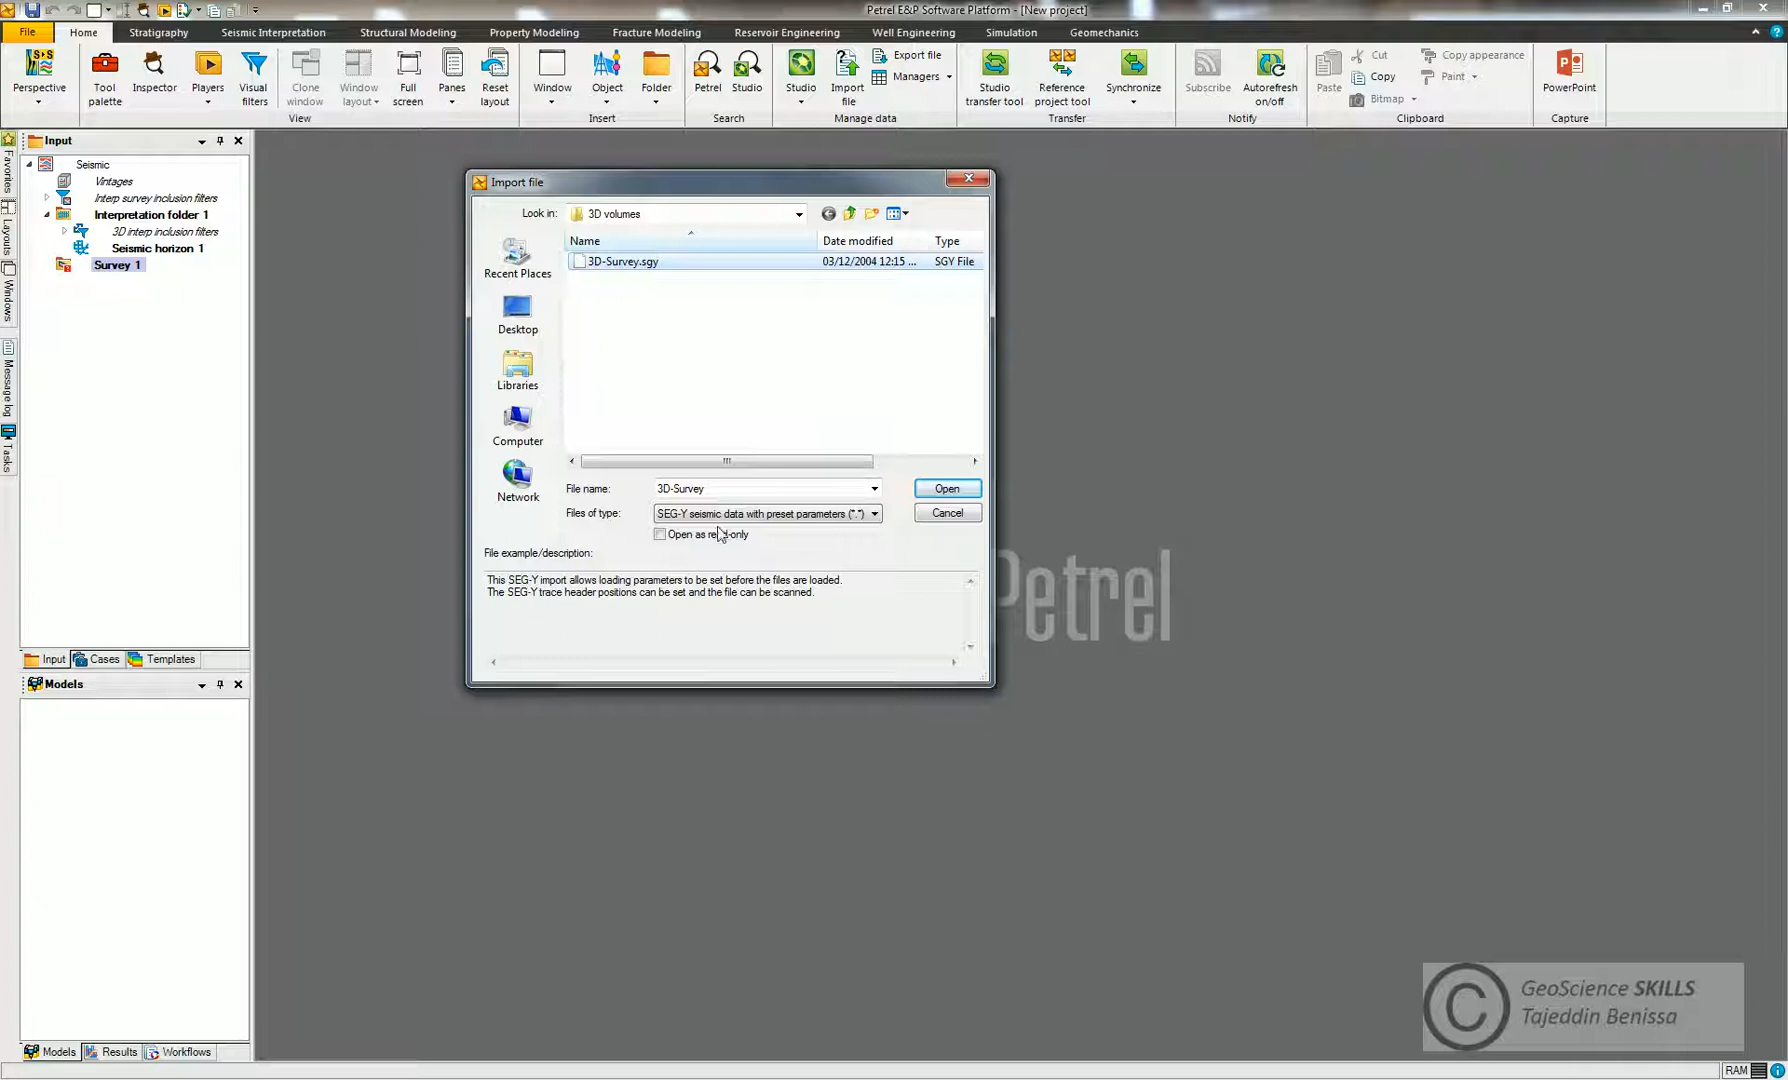 Petrel E&P Software Platform - [New project]
File
Home
Stratigraphy
Seismic Interpretation
Structural Modeling
Property Modeling
Fracture Modeling
Reservoir Engineering
Well Engineering
Simulation
Geomechanics
Perspective
Tool palette
Inspector
Players
Visual filters
Clone window
Window layout
Full screen
Panes
Reset layout
View
Window
Object
Folder
Insert
Petrel
Studio
Search
Studio
Import file
Export file
Managers
Manage data
Studio transfer tool
Reference project tool
Synchronize
Transfer
Subscribe
Autorefresh on/off
Notify
Paste
Cut
Copy
Bitmap
Copy appearance
Paint
Clipboard
PowerPoint
Capture
Favorites
Layouts
Windows
Message log
Tasks
Input
Seismic
Vintages
Interp survey inclusion filters
Interpretation folder 1
3D interp inclusion filters
Seismic horizon 1
Survey 1
Input Cases Templates
Models
Models Results Workflows
Import file
Look in: 3D volumes
Name Date modified Type
3D-Survey.sgy 03/12/2004 12:15 ... SGY File
Recent Places
Desktop
Libraries
Computer
Network
File name: 3D-Survey Open
Files of type: SEG-Y seismic data with preset parameters (*.*) Cancel
File example/description:
This SEG-Y import allows loading parameters to be set before the files are loaded.
The SEG-Y trace header positions can be set and the file can be scanned.
Petrel
GeoScience SKILLS
Tajeddin Benissa
RAM